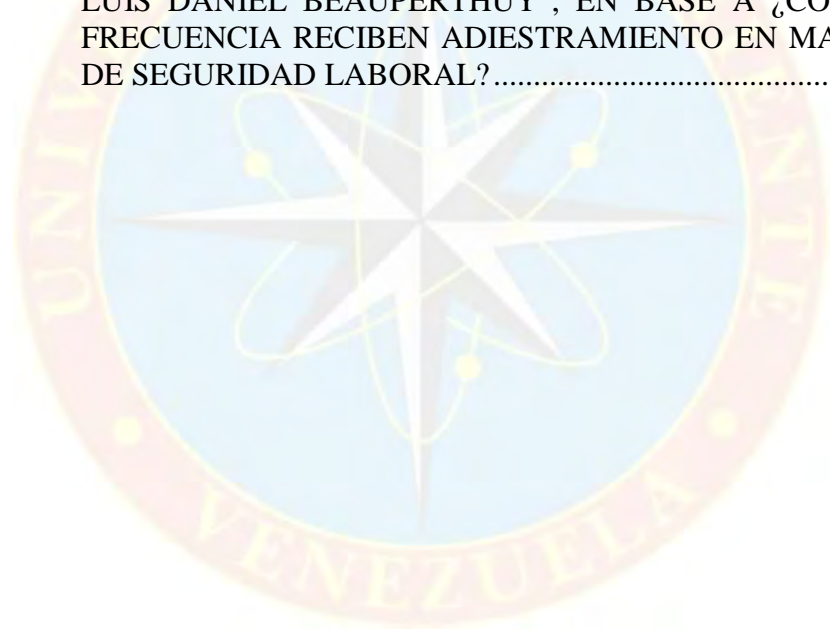 LUIS DANIEL BEAUPERTHUY , EN BASE A ¿CO
FRECUENCIA RECIBEN ADIESTRAMIENTO EN MA
DE SEGURIDAD LABORAL?..........................................
VENEZUELA